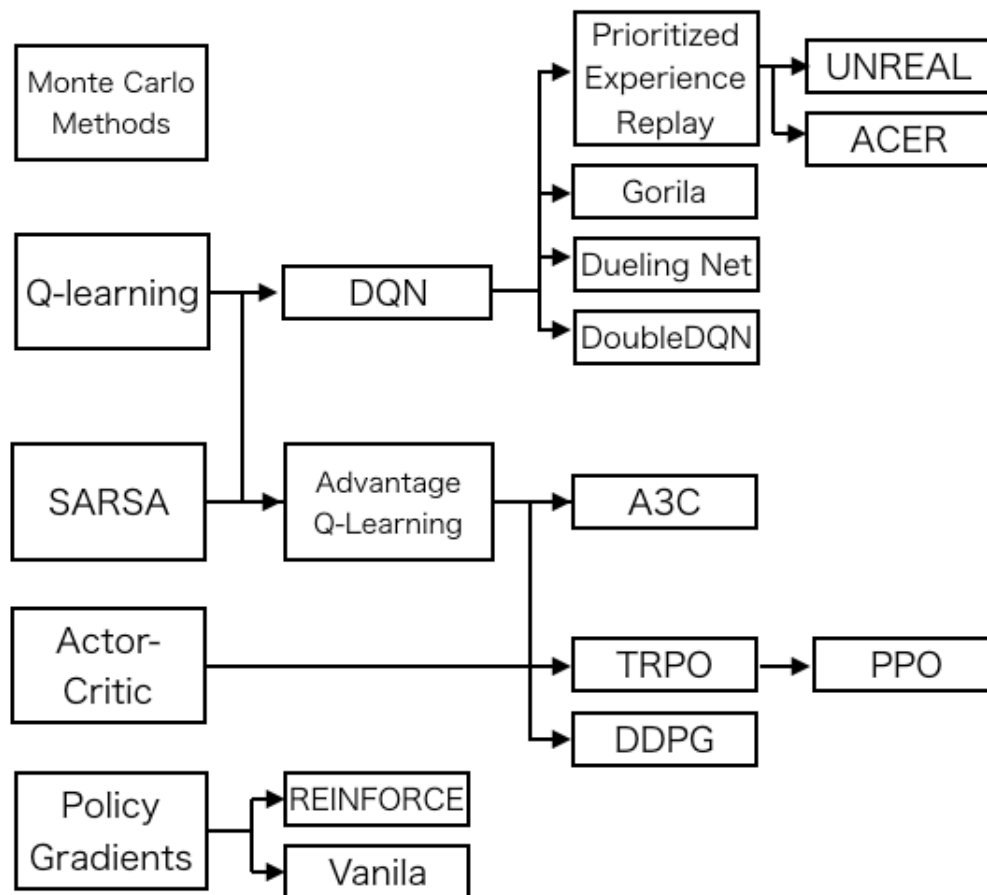 Monte Carlo
Methods
Prioritized
Experience
Replay
UNREAL
ACER
Gorila
Q-learning
DQN
Dueling Net
DoubleDQN
SARSA
Advantage
Q-Learning
A3C
Actor-
Critic
TRPO
PPO
DDPG
Policy
Gradients
REINFORCE
Vanila